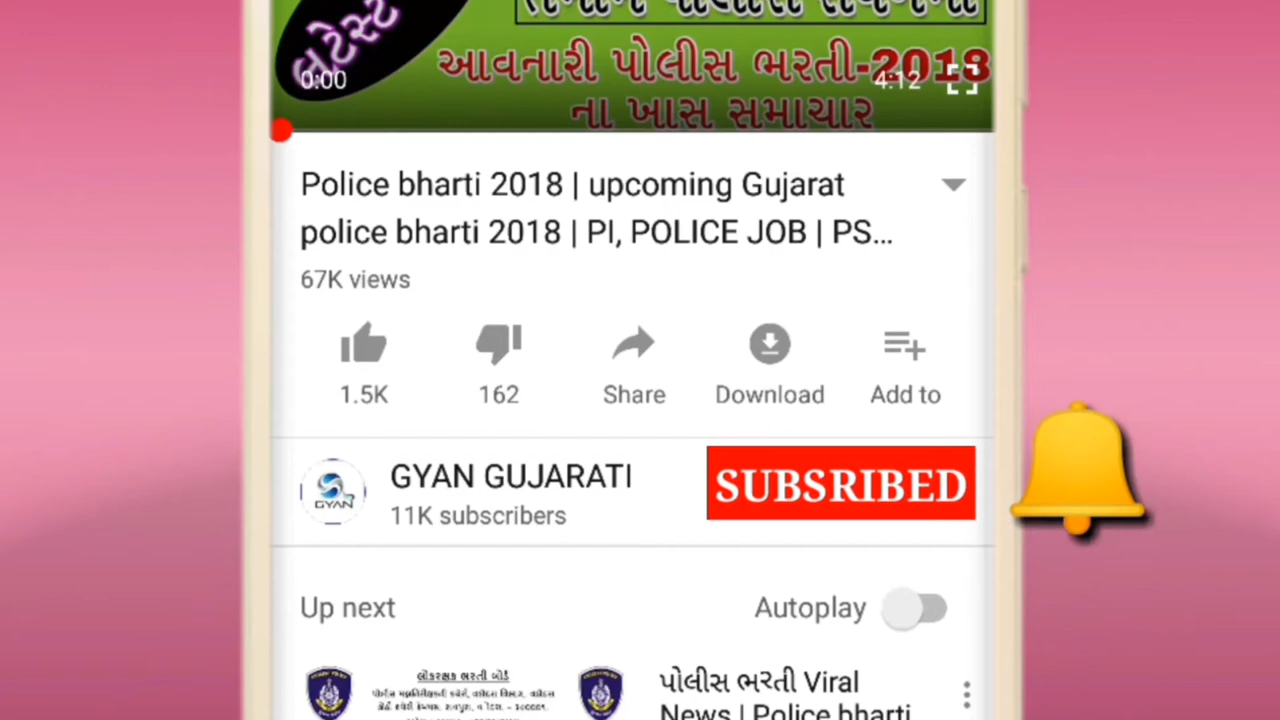 લેટેસ્ટ
આવનારી પોલીસ ભરતી-2018
0:00
4:12
ના ખાસ સમાચાર
Police bharti 2018 | upcoming Gujarat
police bharti 2018 | PI, POLICE JOB | PS...
67K views
1.5K
162
Share
Download
Add to
GYAN
GYAN GUJARATI
11K subscribers
SUBSRIBED
Up next
Autoplay
લોકરક્ષક ભરતી બોર્ડ
પોલીસ ભરતી Viral
News | Police bharti